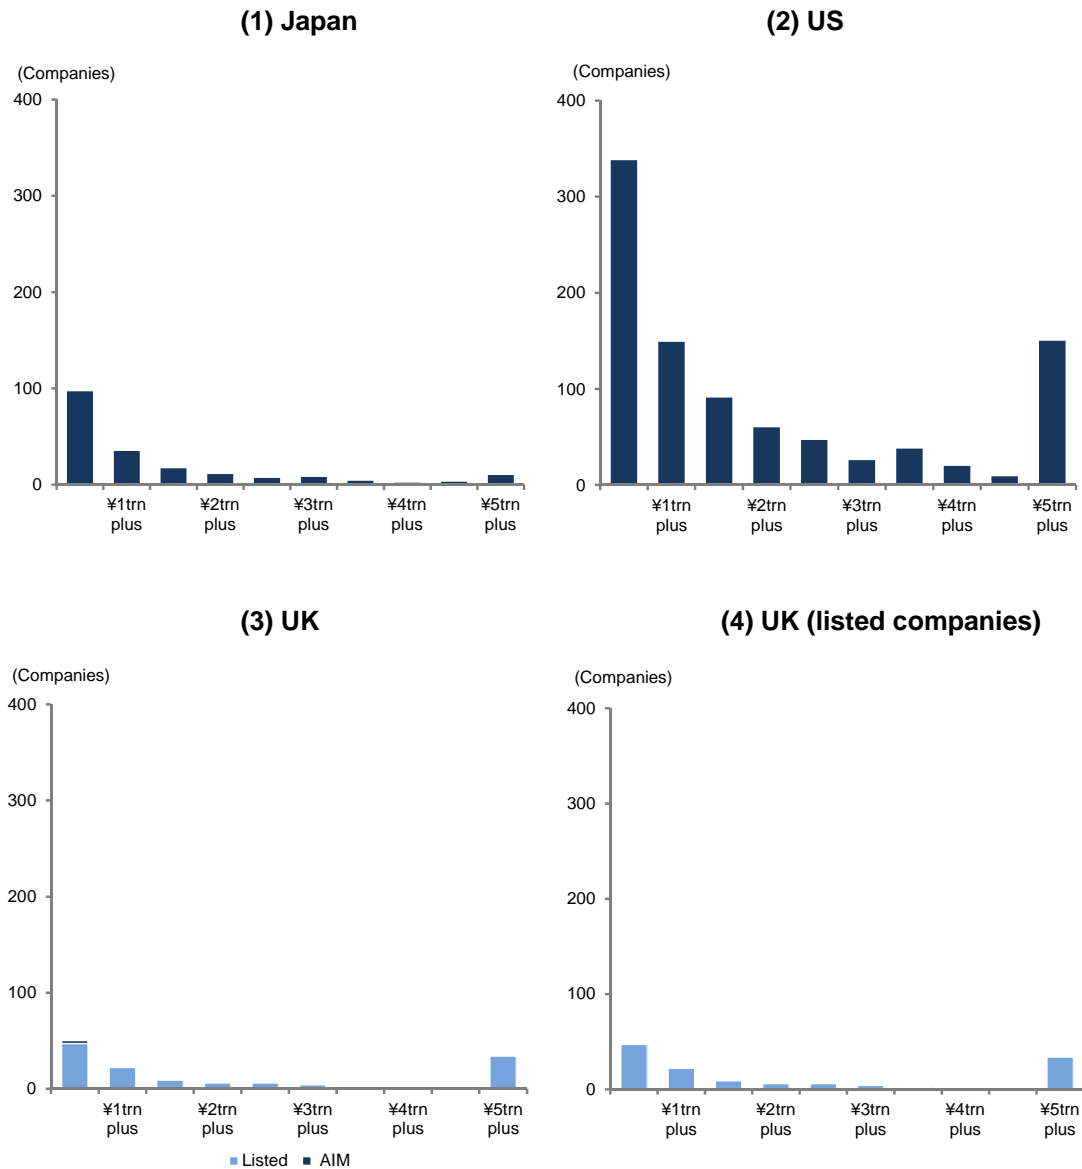 (1) Japan
(Companies)
400
300
200
100
0
¥1trn plus
¥2trn plus
¥3trn plus
¥4trn plus
¥5trn plus
(2) US
(Companies)
400
300
200
100
0
¥1trn plus
¥2trn plus
¥3trn plus
¥4trn plus
¥5trn plus
(3) UK
(Companies)
400
300
200
100
0
¥1trn plus
¥2trn plus
¥3trn plus
¥4trn plus
¥5trn plus
Listed AIM
(4) UK (listed companies)
(Companies)
400
300
200
100
0
¥1trn plus
¥2trn plus
¥3trn plus
¥4trn plus
¥5trn plus